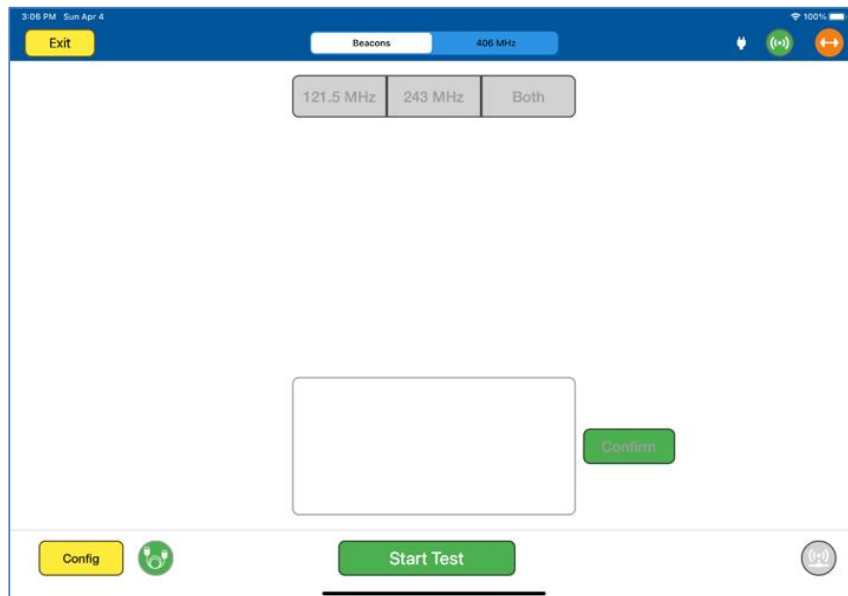 3:06 PM Sun Apr 4
100%
Exit
Beacons
406 MHz
121.5 MHz
243 MHz
Both
Confirm
Config
Start Test